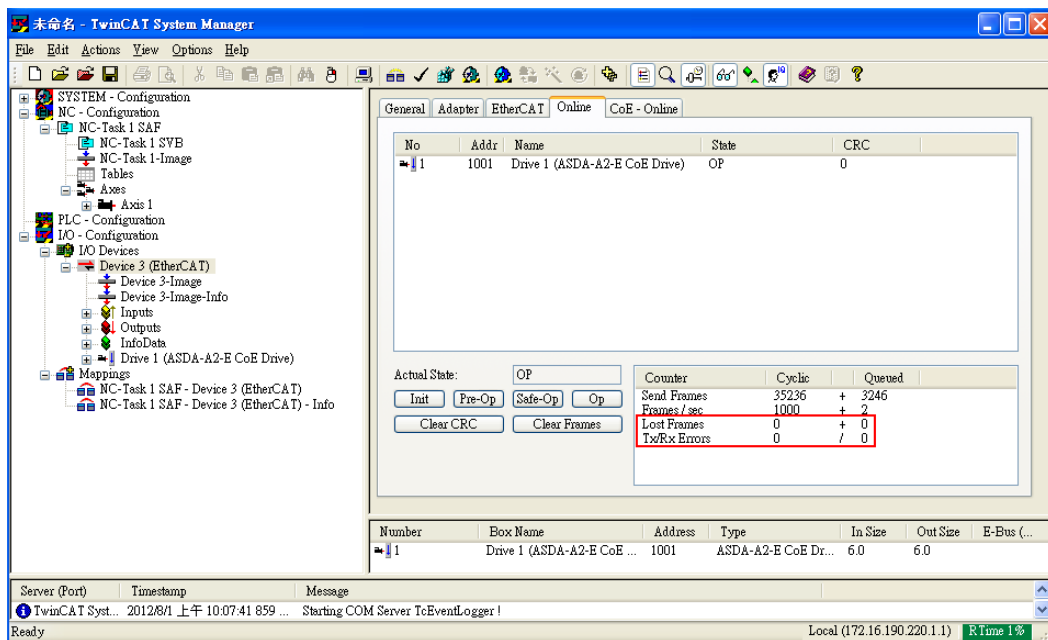 未命名 - TwinCAT System Manager
File Edit Actions View Options Help
SYSTEM - Configuration
NC - Configuration
NC-Task 1 SAF
NC-Task 1 SVB
NC-Task 1-Image
Tables
Axes
Axis 1
PLC - Configuration
I/O - Configuration
I/O Devices
Device 3 (EtherCAT)
Device 3-Image
Device 3-Image-Info
Inputs
Outputs
InfoData
Drive 1 (ASDA-A2-E CoE Drive)
Mappings
NC-Task 1 SAF - Device 3 (EtherCAT)
NC-Task 1 SAF - Device 3 (EtherCAT) - Info
General Adapter EtherCAT Online CoE - Online
No Addr Name State CRC
1 1001 Drive 1 (ASDA-A2-E CoE Drive) OP 0
Actual State: OP
Init Pre-Op Safe-Op Op
Clear CRC Clear Frames
Counter Cyclic Queued
Send Frames 35236 + 3246
Frames / sec 1000 + 2
Lost Frames 0 + 0
Tx/Rx Errors 0 / 0
Number Box Name Address Type In Size Out Size E-Bus (...
1 Drive 1 (ASDA-A2-E CoE ... 1001 ASDA-A2-E CoE Dr... 6.0 6.0
Server (Port) Timestamp Message
TwinCAT Syst... 2012/8/1 上午 10:07:41 859 ... Starting COM Server TcEventLogger !
Ready Local (172.16.190.220.1.1) RTime 1%